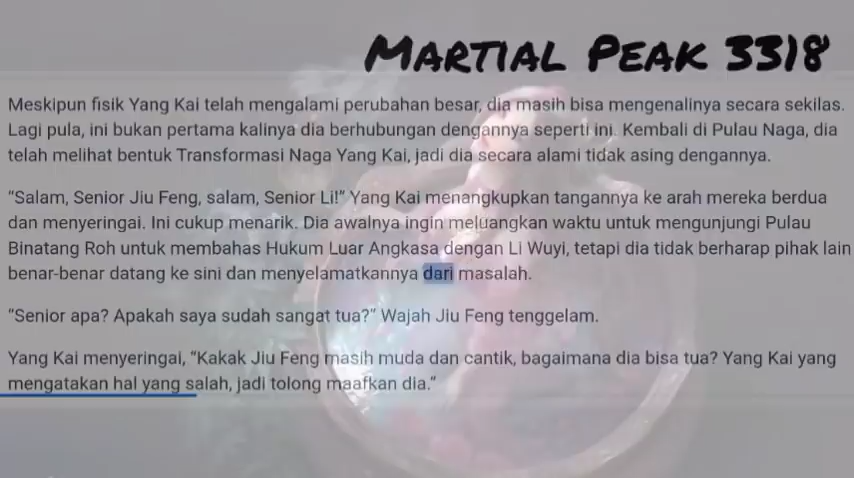 MARTIAL PEAK 3318
Meskipun fisik Yang Kai telah mengalami perubahan besar, dia masih bisa mengenalinya secara sekilas.
Lagi pula, ini bukan pertama kalinya dia berhubungan dengannya seperti ini. Kembali di Pulau Naga, dia
telah melihat bentuk Transformasi Naga Yang Kai, jadi dia secara alami tidak asing dengannya.
“Salam, Senior Jiu Feng, salam, Senior Li!” Yang Kai menangkupkan tangannya ke arah mereka berdua
dan menyeringai. Ini cukup menarik. Dia awalnya ingin meluangkan waktu untuk mengunjungi Pulau
Binatang Roh untuk membahas Hukum Luar Angkasa dengan Li Wuyi, tetapi dia tidak berharap pihak lain
benar-benar datang ke sini dan menyelamatkannya dari masalah.
“Senior apa? Apakah saya sudah sangat tua?” Wajah Jiu Feng tenggelam.
Yang Kai menyeringai, “Kakak Jiu Feng masih muda dan cantik, bagaimana dia bisa tua? Yang Kai yang
mengatakan hal yang salah, jadi tolong maafkan dia.”